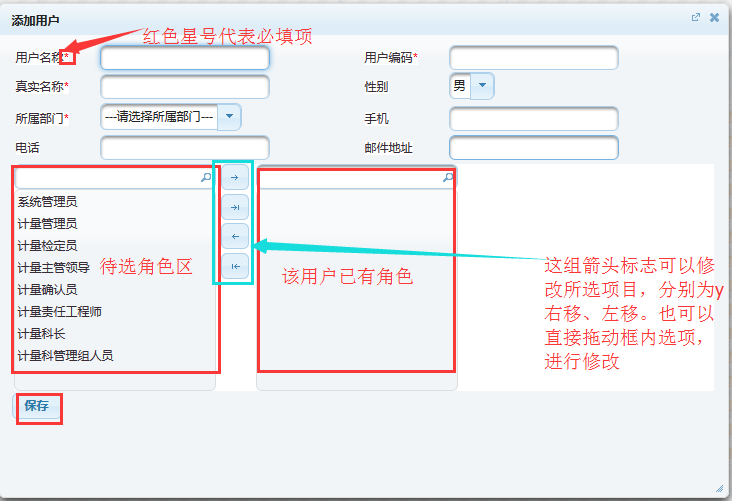 添加用户
红色星号代表必填项
用户名称*
用户编码*
真实名称*
性别
男
所属部门*
---请选择所属部门---
手机
电话
邮件地址
系统管理员
计量管理员
计量检定员
计量主管领导
计量确认员
计量责任工程师
计量科长
计量科管理组人员
待选角色区
该用户已有角色
这组箭头标志可以修
改所选项目，分别为y
右移、左移。也可以
直接拖动框内选项，
进行修改
保存